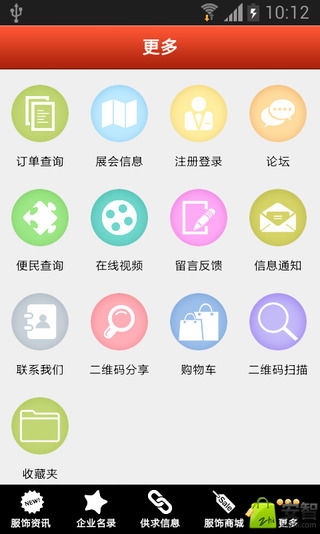 10:12
更多
订单查询 展会信息 注册登录 论坛
便民查询 在线视频 留言反馈 信息通知
联系我们 二维码分享 购物车 二维码扫描
收藏夹
NEW!
Sale
服饰资讯 企业名录 供求信息 服饰商城 更多
安智